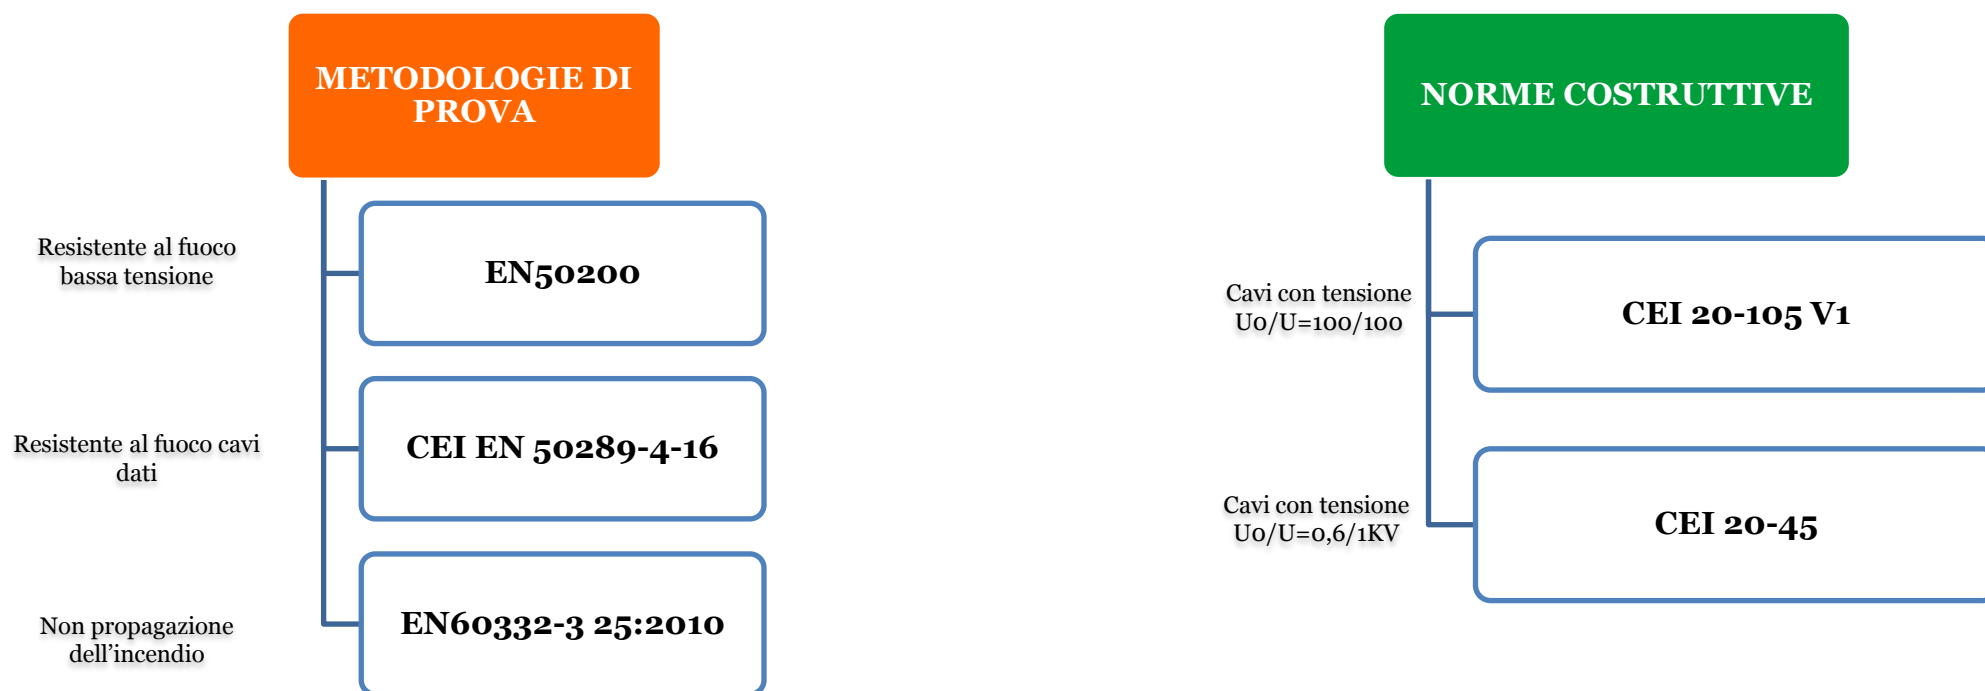 METODOLOGIE DI
PROVA
Resistente al fuoco
bassa tensione
EN50200
Resistente al fuoco cavi
dati
CEI EN 50289-4-16
Non propagazione
dell'incendio
EN60332-3 25:2010
NORME COSTRUTTIVE
Cavi con tensione
U0/U=100/100
CEI 20-105 V1
Cavi con tensione
U0/U=0,6/1KV
CEI 20-45